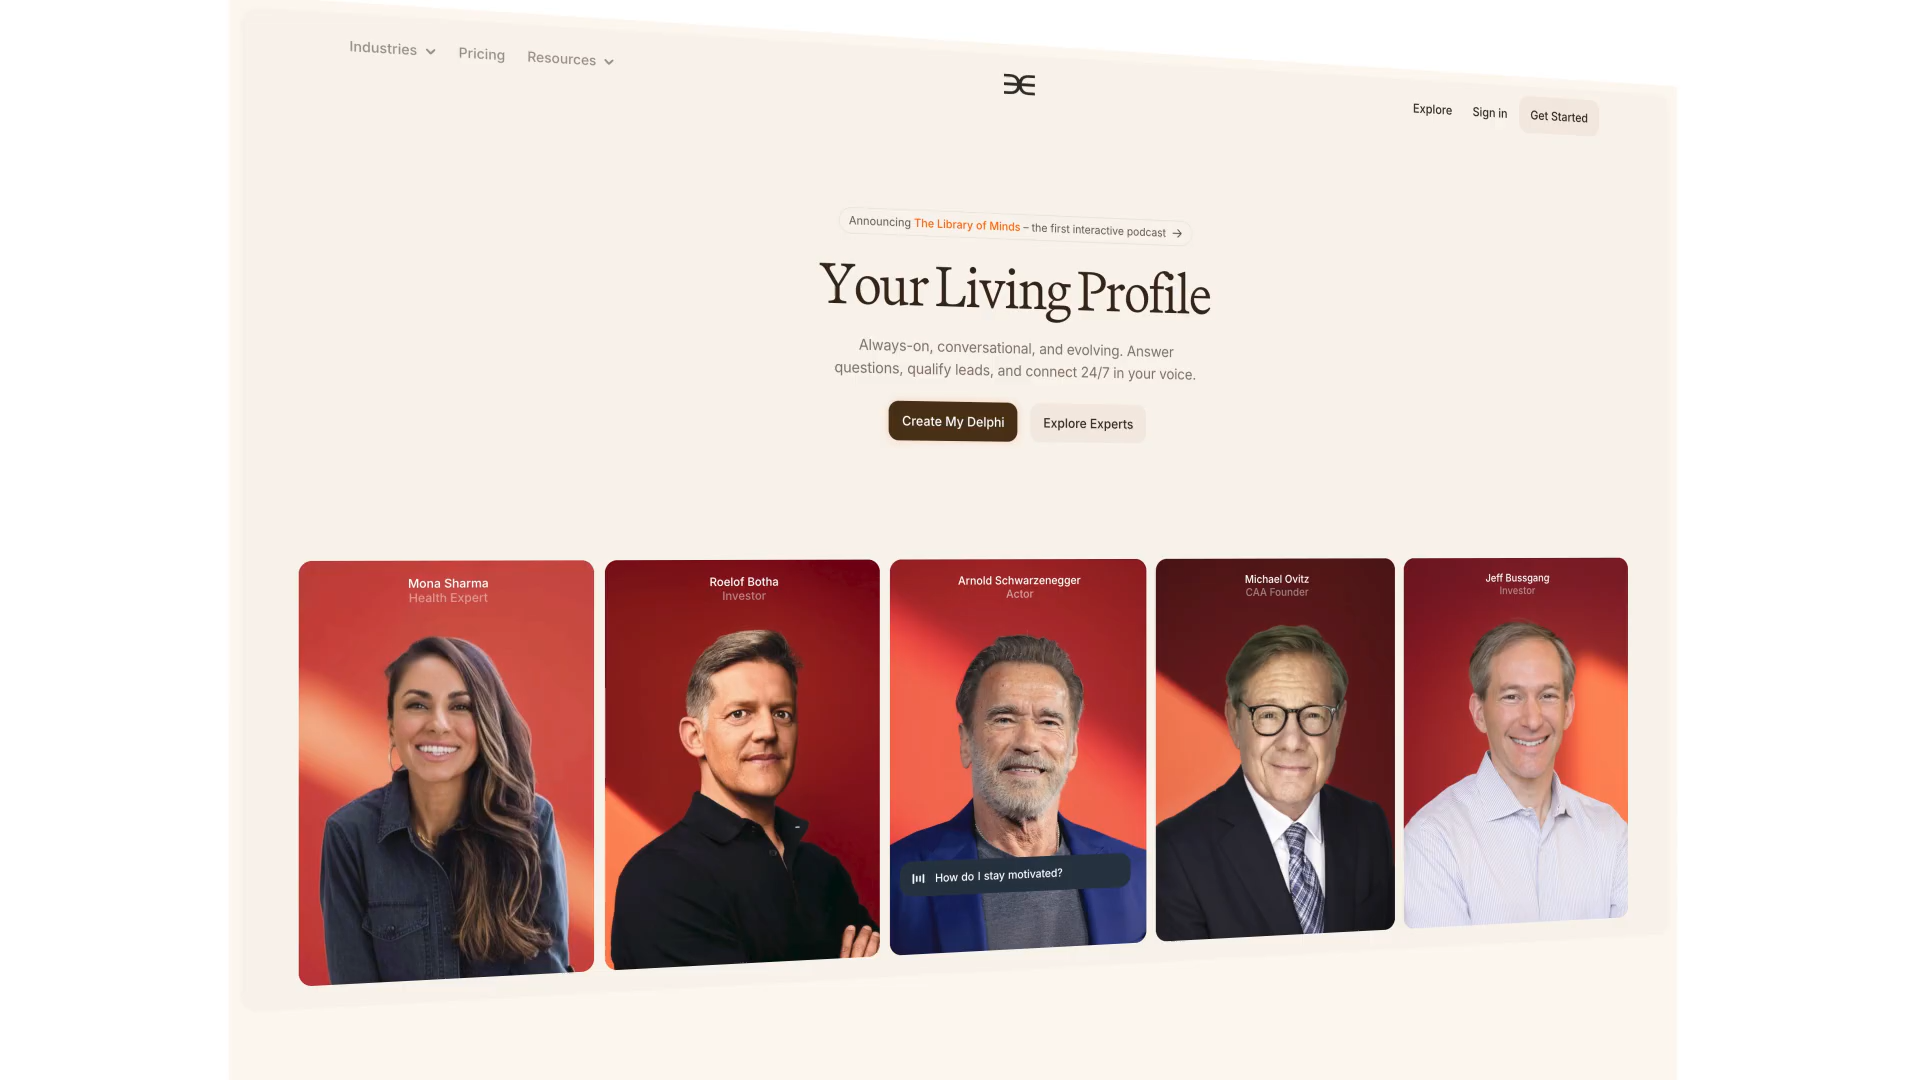 Industries
Pricing
Resources
Explore
Sign in
Get Started
Announcing The Library of Minds – the first interactive podcast →
Your Living Profile
Always-on, conversational, and evolving. Answer
questions, qualify leads, and connect 24/7 in your voice.
Create My Delphi
Explore Experts
Mona Sharma
Health Expert
Roelof Botha
Investor
Arnold Schwarzenegger
Actor
How do I stay motivated?
Michael Ovitz
CAA Founder
Jeff Bussgang
Investor